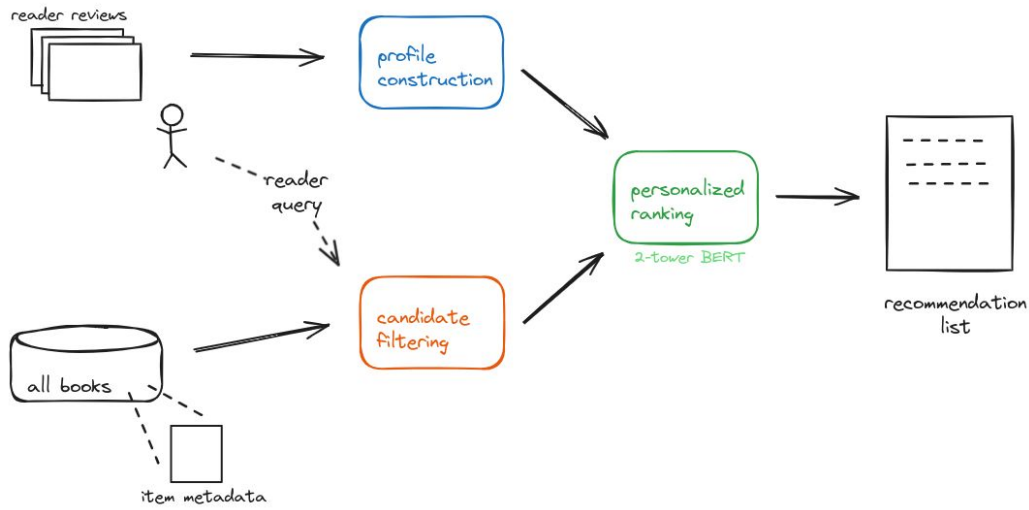 reader reviews
profile
construction
reader
query
personalized
ranking
2-tower BERT
candidate
filtering
recommendation
list
all books
item metadata